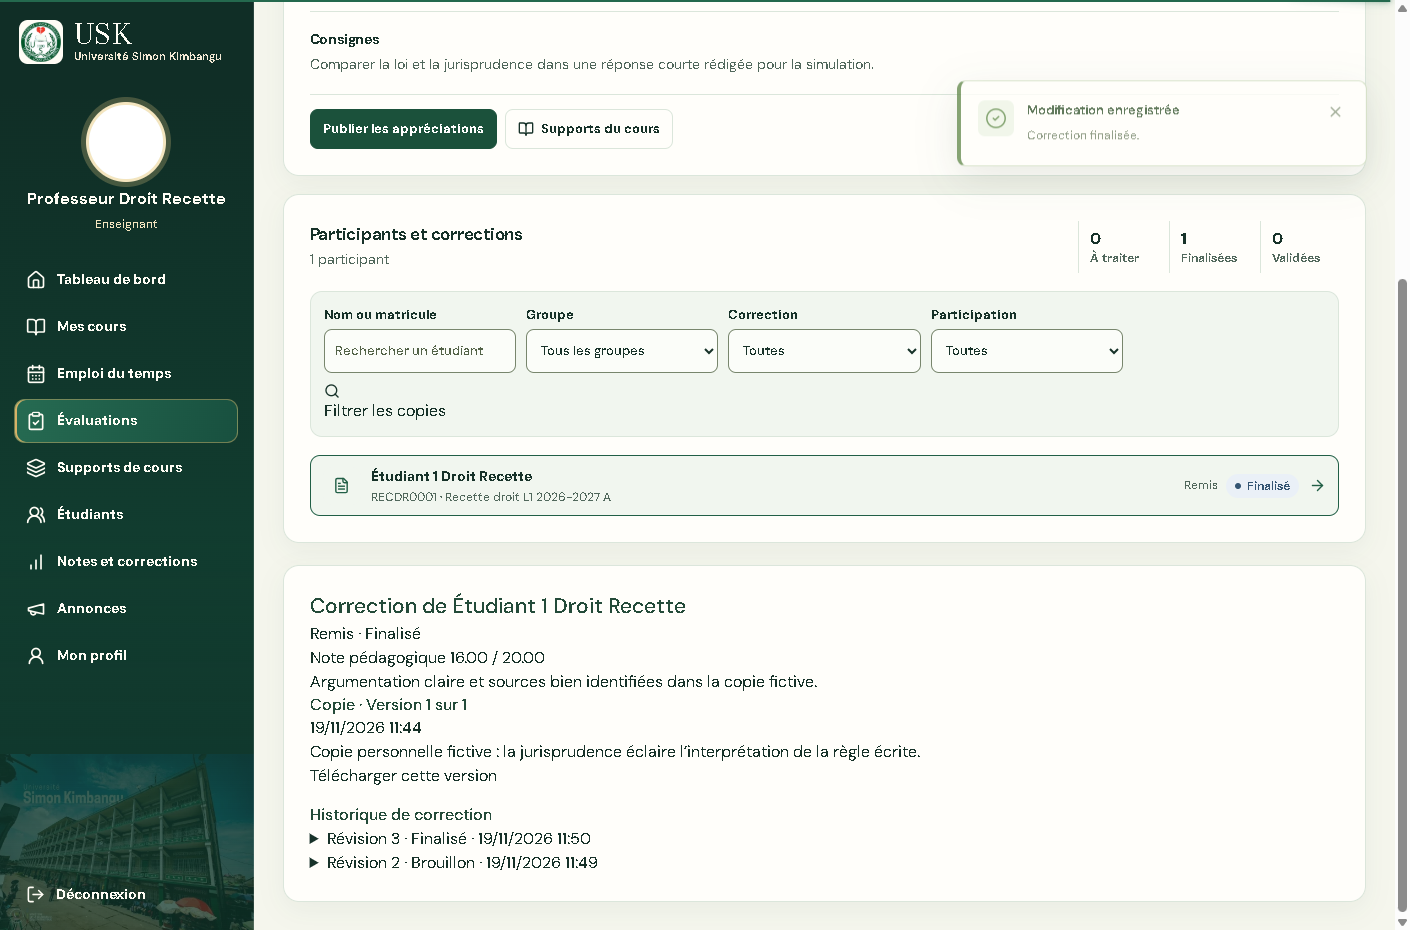 USK
Université Simon Kimbangu
Professeur Droit Recette
Enseignant
Tableau de bord
Mes cours
Emploi du temps
Évaluations
Supports de cours
Étudiants
Notes et corrections
Annonces
Mon profil
Simon Kimbangu
Déconnexion
Consignes
Comparer la loi et la jurisprudence dans une réponse courte rédigée pour la simulation.
Publier les appréciations
Supports du cours
Modification enregistrée
Correction finalisée.
Participants et corrections
1 participant
0
À traiter
1
Finalisées
0
Validées
Nom ou matricule
Groupe
Correction
Participation
Rechercher un étudiant
Tous les groupes
Toutes
Toutes
Filtrer les copies
Étudiant 1 Droit Recette
RECDR0001 · Recette droit L1 2026-2027 A
Remis
Finalisé
Correction de Étudiant 1 Droit Recette
Remis · Finalisé
Note pédagogique 16.00 / 20.00
Argumentation claire et sources bien identifiées dans la copie fictive.
Copie · Version 1 sur 1
19/11/2026 11:44
Copie personnelle fictive : la jurisprudence éclaire l’interprétation de la règle écrite.
Télécharger cette version
Historique de correction
Révision 3 · Finalisé · 19/11/2026 11:50
Révision 2 · Brouillon · 19/11/2026 11:49